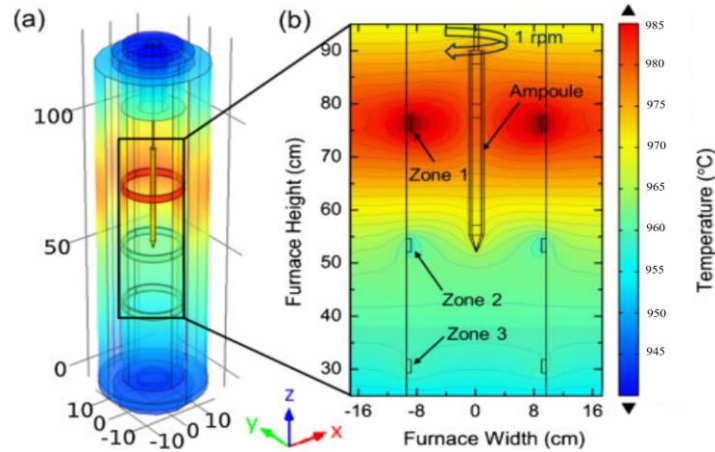 (a)
100
50
0
10
0
-10
-10
0
10
z
y
x
(b)
Furnace Height (cm)
90
80
70
60
50
40
30
1 rpm
Ampoule
Zone 1
Zone 2
Zone 3
-16
-8
0
8
16
Furnace Width (cm)
985
975
970
965
960
955
950
945
Temperature (°C)